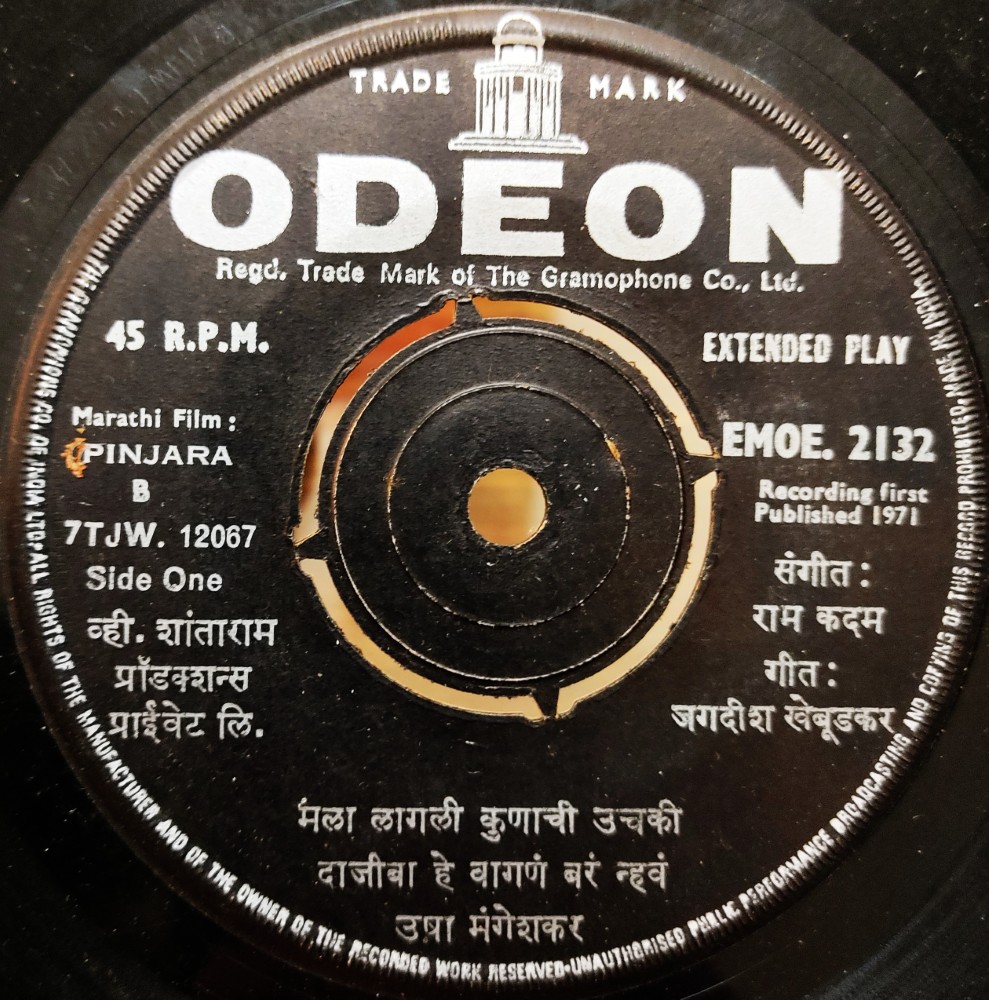 TRADE MARK
ODEON
Regd. Trade Mark of The Gramophone Co., Ltd.
45 R.P.M.
EXTENDED PLAY
Marathi Film:
PINJARA
B
7TJW. 12067
Side One
व्ही. शांताराम
प्रॉडक्शन्स
प्राईवेट लि.
EMOE. 2132
Recording first
Published 1971
संगीत:
राम कदम
गीत:
जगदीश खेबूडकर
मला लागली कुणाची उचकी
दाजीबा हे वागणं बरं न्हवं
उषा मंगेशकर
THE GRAMOPHONE CO. OF INDIA LTD. ALL RIGHTS OF THE MANUFACTURER AND OF THE OWNER OF THE RECORDED WORK RESERVED-UNAUTHORISED PUBLIC PERFORMANCE, BROADCASTING AND COPYING OF THIS RECORD PROHIBITED. MADE IN INDIA